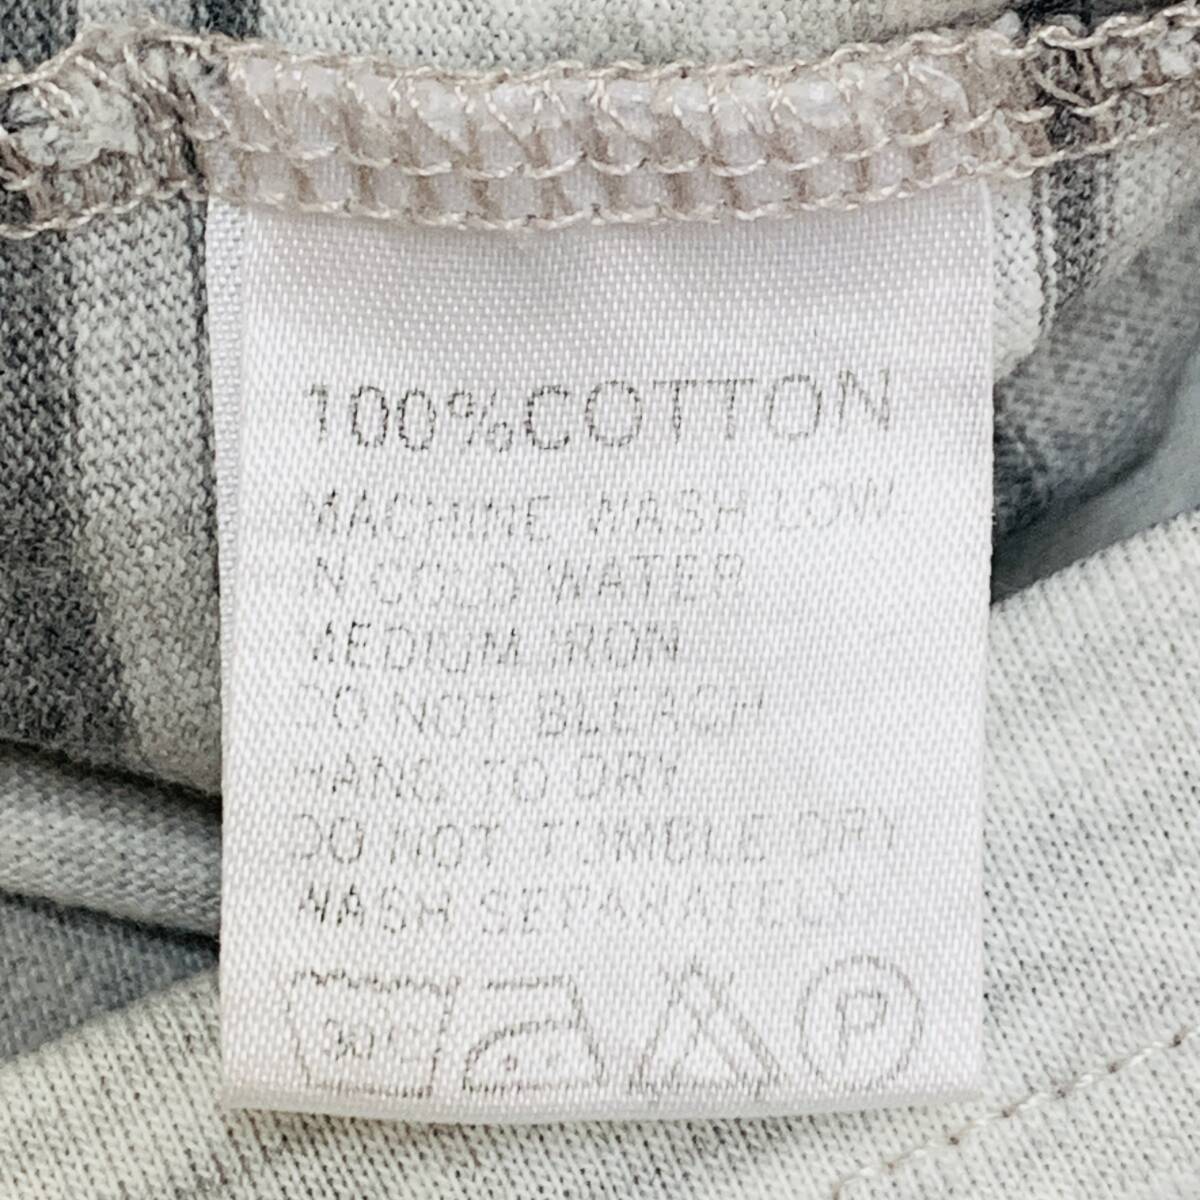 100%COTTON
MACHINE WASH LOW
IN COLD WATER
MEDIUM IRON
DO NOT BLEACH
HANG TO DRY
DO NOT TUMBLE DRY
WASH SEPARATELY
30°C P